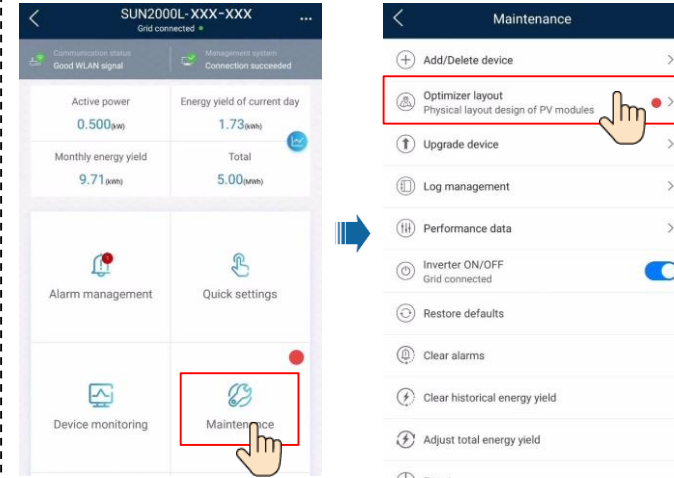 SUN2000L-XXX-XXX
...
Grid connected
Communication status
Good WLAN signal
Management system
Connection succeeded
Active power
0.500(kW)
Energy yield of current day
1.73(kWh)
Monthly energy yield
9.71(kWh)
Total
5.00(MWh)
Alarm management
Quick settings
Device monitoring
Maintenance
Maintenance
Add/Delete device
Optimizer layout
Physical layout design of PV modules
Upgrade device
Log management
Performance data
Inverter ON/OFF
Grid connected
Restore defaults
Clear alarms
Clear historical energy yield
Adjust total energy yield